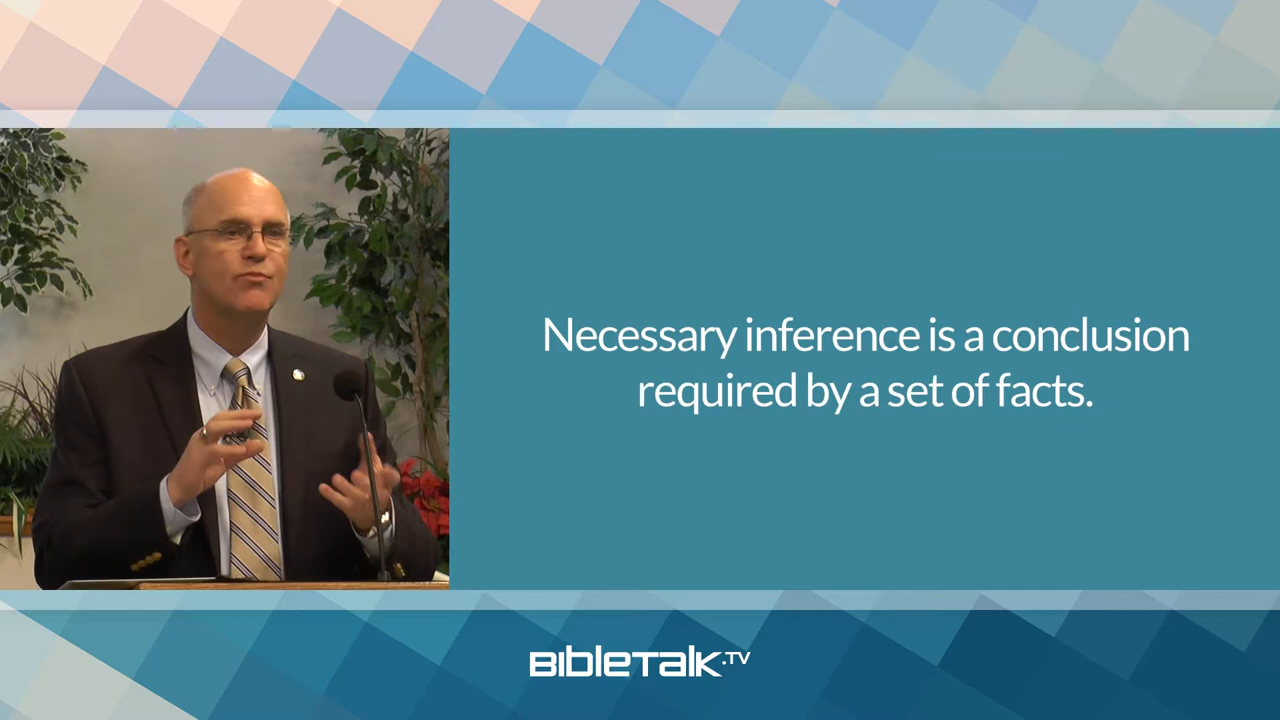 Necessary inference is a conclusion
required by a set of facts.
BIBLETALK.TV